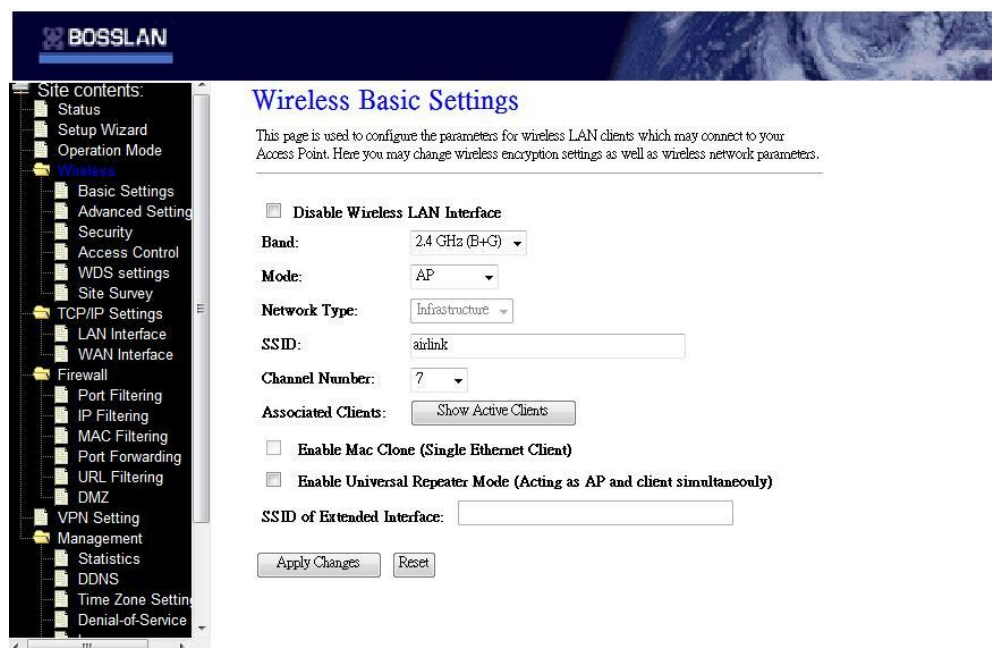 BOSSLAN
Site contents:
Status
Setup Wizard
Operation Mode
Wireless
Basic Settings
Advanced Setting
Security
Access Control
WDS settings
Site Survey
TCP/IP Settings
LAN Interface
WAN Interface
Firewall
Port Filtering
IP Filtering
MAC Filtering
Port Forwarding
URL Filtering
DMZ
VPN Setting
Management
Statistics
DDNS
Time Zone Setting
Denial-of-Service
Wireless Basic Settings
This page is used to configure the parameters for wireless LAN clients which may connect to your
Access Point. Here you may change wireless encryption settings as well as wireless network parameters.
Disable Wireless LAN Interface
Band: 2.4 GHz (B+G)
Mode: AP
Network Type: Infrastructure
SSID: airlink
Channel Number: 7
Associated Clients: Show Active Clients
Enable Mac Clone (Single Ethernet Client)
Enable Universal Repeater Mode (Acting as AP and client simultaneouly)
SSID of Extended Interface:
Apply Changes Reset